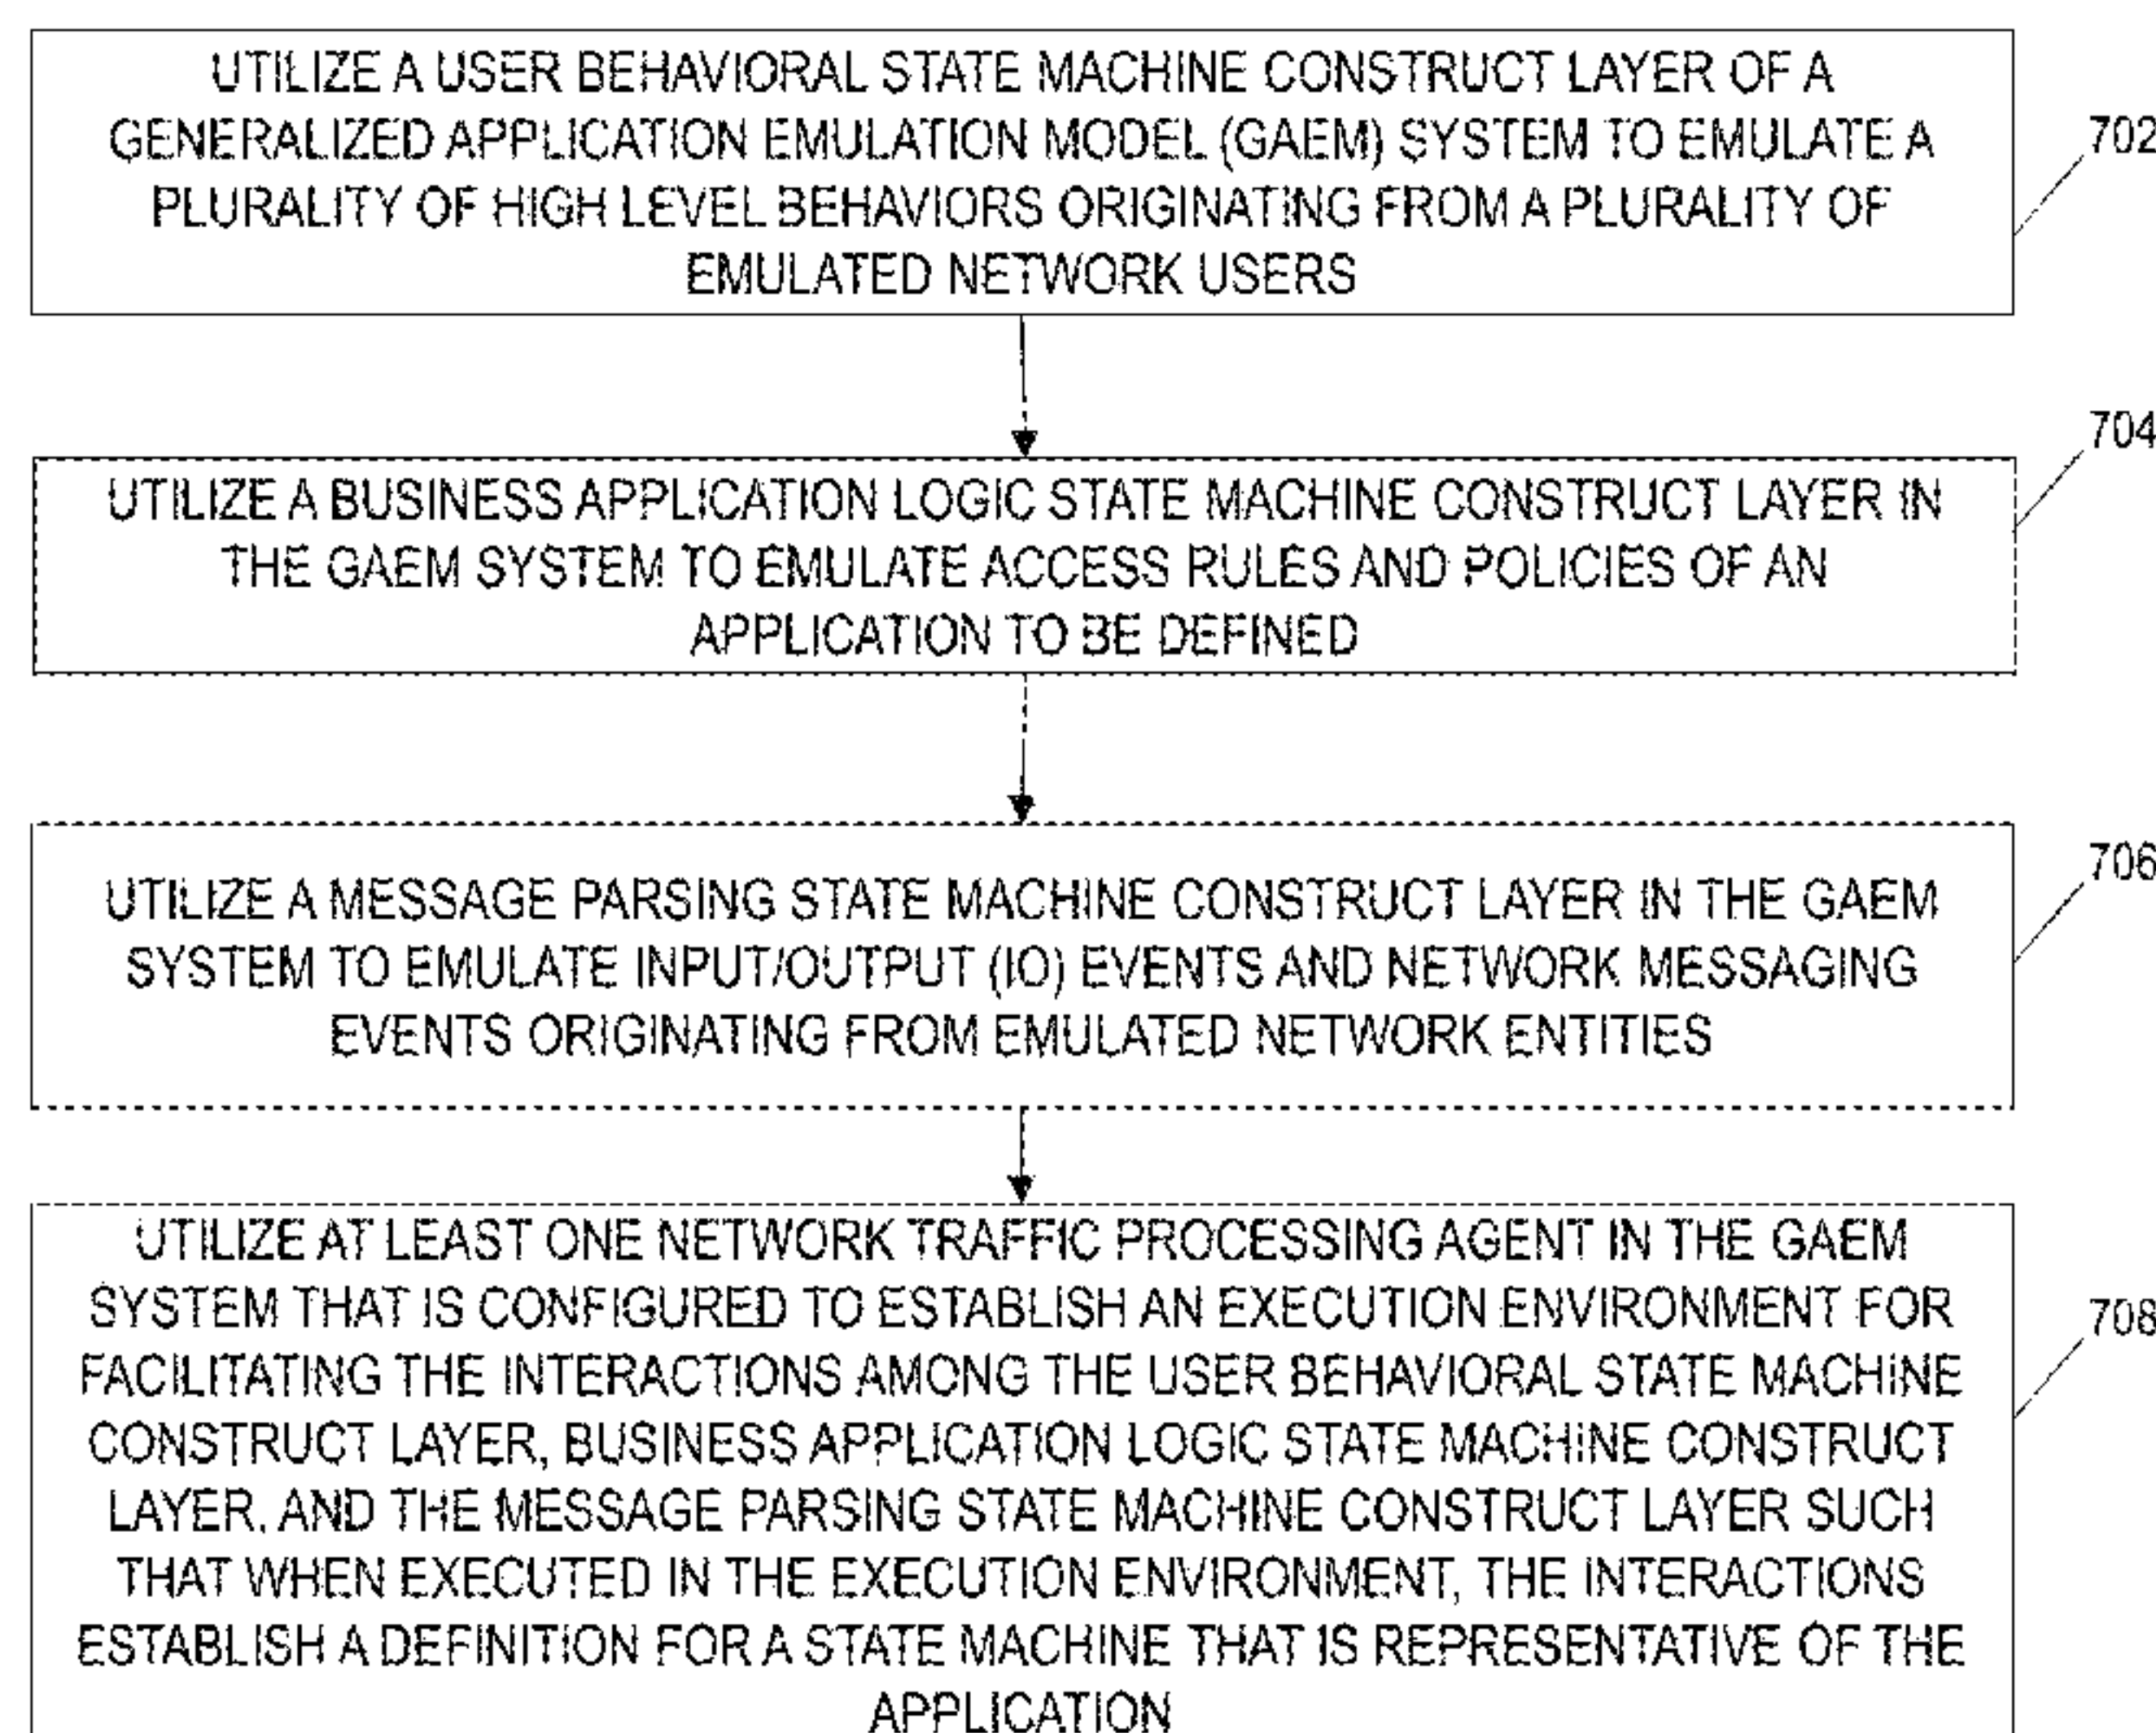 UTILIZE A USER BEHAVIORAL STATE MACHINE CONSTRUCT LAYER OF A
GENERALIZED APPLICATION EMULATION MODEL (GAEM) SYSTEM TO EMULATE A
PLURALITY OF HIGH LEVEL BEHAVIORS ORIGINATING FROM A PLURALITY OF
EMULATED NETWORK USERS
702
704
UTILIZE A BUSINESS APPLICATION LOGIC STATE MACHINE CONSTRUCT LAYER IN
THE GAEM SYSTEM TO EMULATE ACCESS RULES AND POLICIES OF AN
APPLICATION TO BE DEFINED
706
UTILIZE A MESSAGE PARSING STATE MACHINE CONSTRUCT LAYER IN THE GAEM
SYSTEM TO EMULATE INPUT/OUTPUT (IO) EVENTS AND NETWORK MESSAGING
EVENTS ORIGINATING FROM EMULATED NETWORK ENTITIES
UTILIZE AT LEAST ONE NETWORK TRAFFIC PROCESSING AGENT IN THE GAEM
SYSTEM THAT IS CONFIGURED TO ESTABLISH AN EXECUTION ENVIRONMENT FOR
FACILITATING THE INTERACTIONS AMONG THE USER BEHAVIORAL STATE MACHINE
CONSTRUCT LAYER, BUSINESS APPLICATION LOGIC STATE MACHINE CONSTRUCT
LAYER, AND THE MESSAGE PARSING STATE MACHINE CONSTRUCT LAYER SUCH
THAT WHEN EXECUTED IN THE EXECUTION ENVIRONMENT, THE INTERACTIONS
ESTABLISH A DEFINITION FOR A STATE MACHINE THAT IS REPRESENTATIVE OF THE
APPLICATION
708